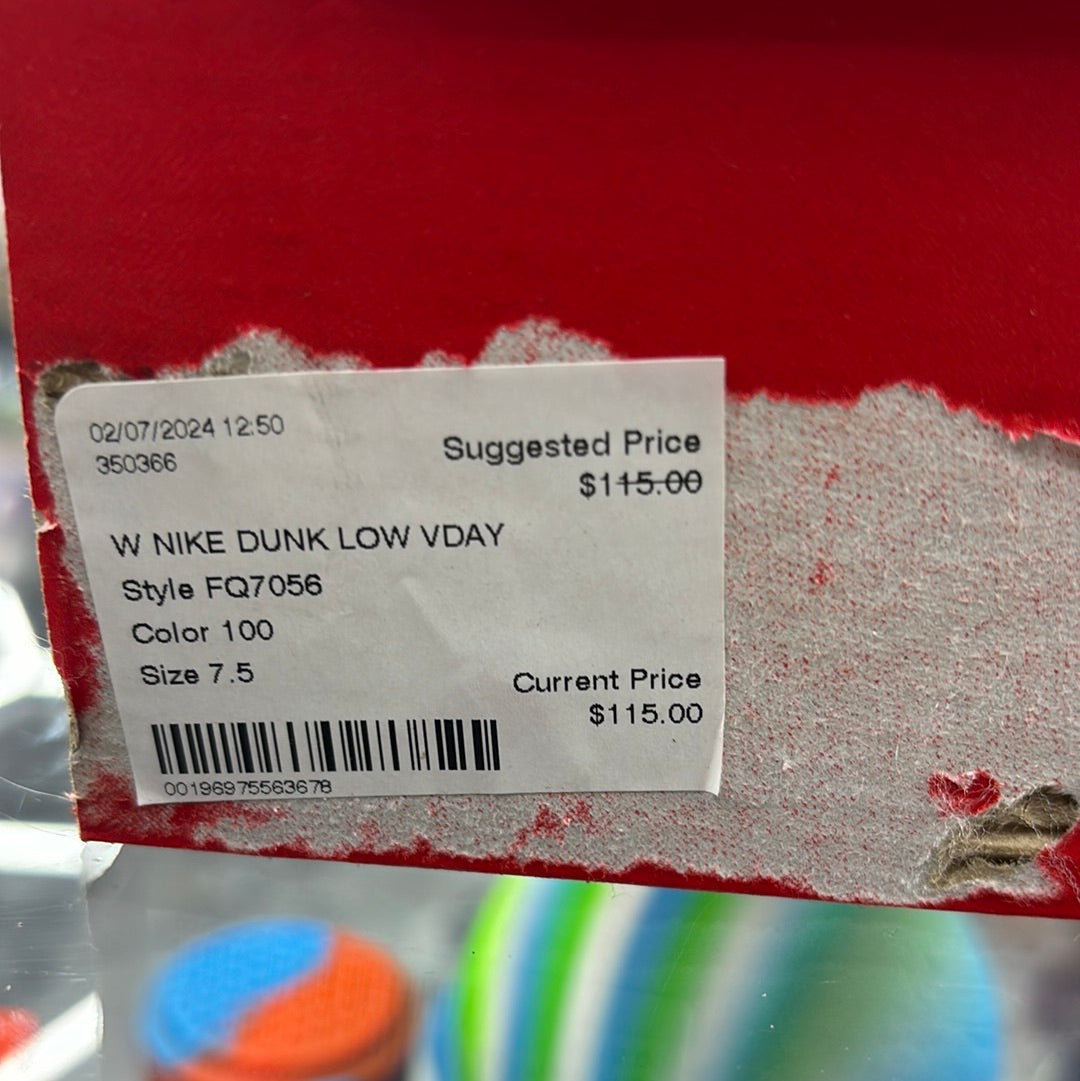 02/07/2024 12:50
350366
Suggested Price
$115.00
W NIKE DUNK LOW VDAY
Style FQ7056
Color 100
Size 7.5
Current Price
$115.00
00196975563678